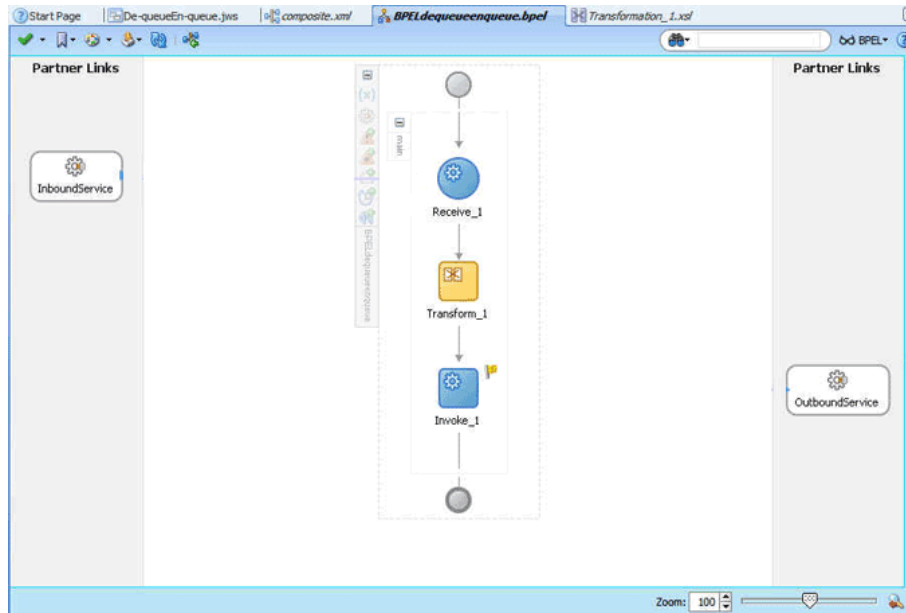 Start Page De-queueEn-queue.jws composite.xml BPELdequeueenqueue.bpel Transformation_1.xsl
BPEL
Partner Links
Partner Links
main
InboundService
Receive_1
BPELdequeueenqueue
Transform_1
OutboundService
Invoke_1
Zoom: 100